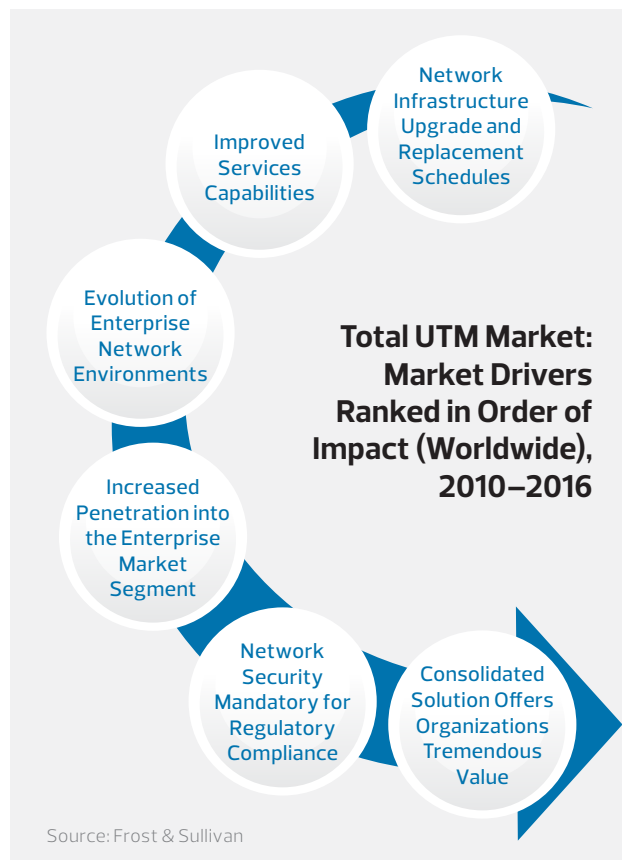 Network
Infrastructure
Upgrade and
Replacement
Schedules
Improved
Services
Capabilities
Evolution of
Enterprise
Network
Environments
Total UTM Market:
Market Drivers
Ranked in Order of
Impact (Worldwide),
2010–2016
Increased
Penetration into
the Enterprise
Market
Segment
Network
Security
Mandatory for
Regulatory
Compliance
Consolidated
Solution Offers
Organizations
Tremendous
Value
Source: Frost & Sullivan